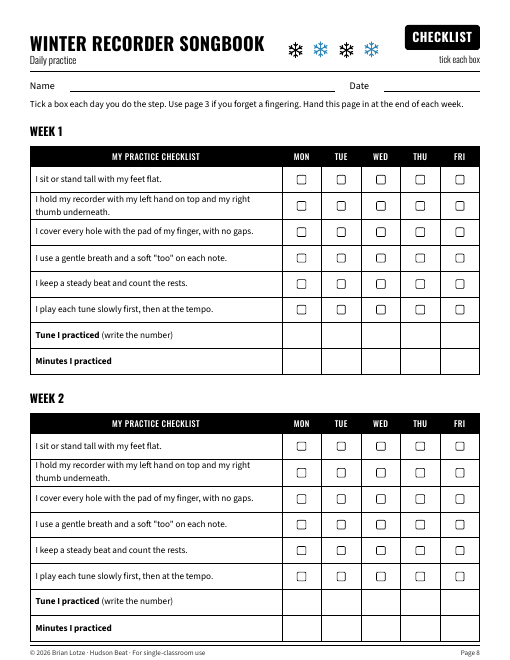 WINTER RECORDER SONGBOOK
CHECKLIST
Daily practice
tick each box
Name
Date
Tick a box each day you do the step. Use page 3 if you forget a fingering. Hand this page in at the end of each week.
WEEK 1
MY PRACTICE CHECKLIST MON TUE WED THU FRI
I sit or stand tall with my feet flat.
I hold my recorder with my left hand on top and my right
thumb underneath.
I cover every hole with the pad of my finger, with no gaps.
I use a gentle breath and a soft "too" on each note.
I keep a steady beat and count the rests.
I play each tune slowly first, then at the tempo.
Tune I practiced (write the number)
Minutes I practiced
WEEK 2
MY PRACTICE CHECKLIST MON TUE WED THU FRI
I sit or stand tall with my feet flat.
I hold my recorder with my left hand on top and my right
thumb underneath.
I cover every hole with the pad of my finger, with no gaps.
I use a gentle breath and a soft "too" on each note.
I keep a steady beat and count the rests.
I play each tune slowly first, then at the tempo.
Tune I practiced (write the number)
Minutes I practiced
© 2026 Brian Lotze · Hudson Beat · For single-classroom use
Page 8